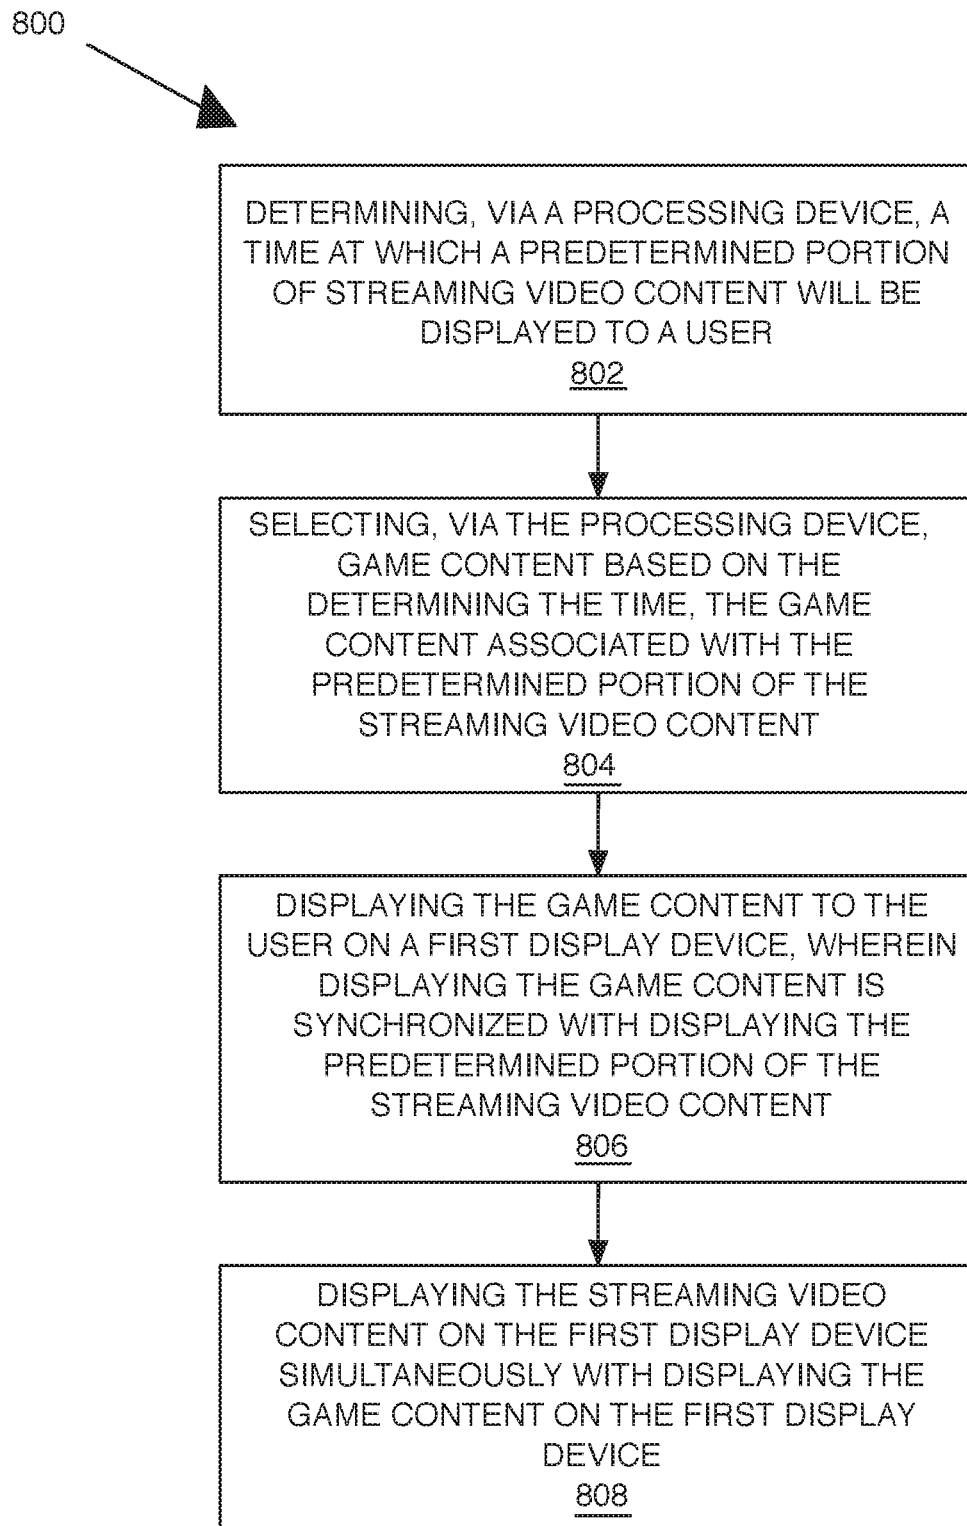 800
DETERMINING, VIA A PROCESSING DEVICE, A
TIME AT WHICH A PREDETERMINED PORTION
OF STREAMING VIDEO CONTENT WILL BE
DISPLAYED TO A USER
802
SELECTING, VIA THE PROCESSING DEVICE,
GAME CONTENT BASED ON THE
DETERMINING THE TIME, THE GAME
CONTENT ASSOCIATED WITH THE
PREDETERMINED PORTION OF THE
STREAMING VIDEO CONTENT
804
DISPLAYING THE GAME CONTENT TO THE
USER ON A FIRST DISPLAY DEVICE, WHEREIN
DISPLAYING THE GAME CONTENT IS
SYNCHRONIZED WITH DISPLAYING THE
PREDETERMINED PORTION OF THE
STREAMING VIDEO CONTENT
806
DISPLAYING THE STREAMING VIDEO
CONTENT ON THE FIRST DISPLAY DEVICE
SIMULTANEOUSLY WITH DISPLAYING THE
GAME CONTENT ON THE FIRST DISPLAY
DEVICE
808